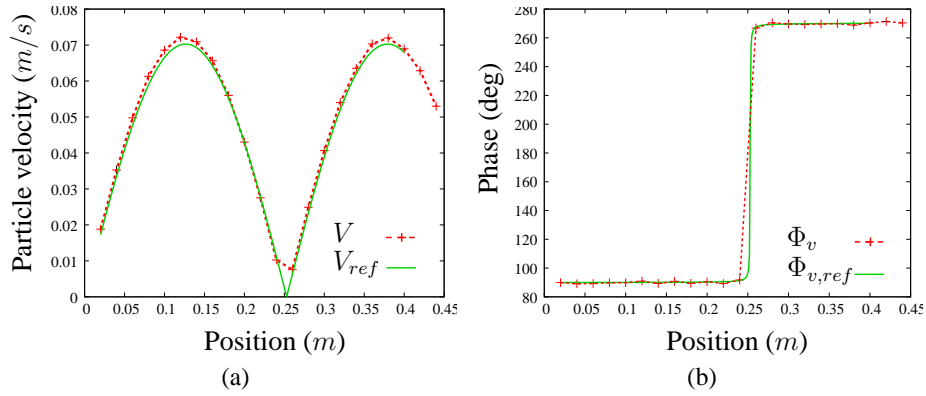 Particle velocity (m/s)
0.08
0.07
0.06
0.05
0.04
0.03
0.02
0.01
0
0 0.05 0.1 0.15 0.2 0.25 0.3 0.35 0.4 0.45
Position (m)
V
V_ref
(a)
Phase (deg)
280
260
240
220
200
180
160
140
120
100
80
0 0.05 0.1 0.15 0.2 0.25 0.3 0.35 0.4 0.45
Position (m)
Φ_v
Φ_{v,ref}
(b)